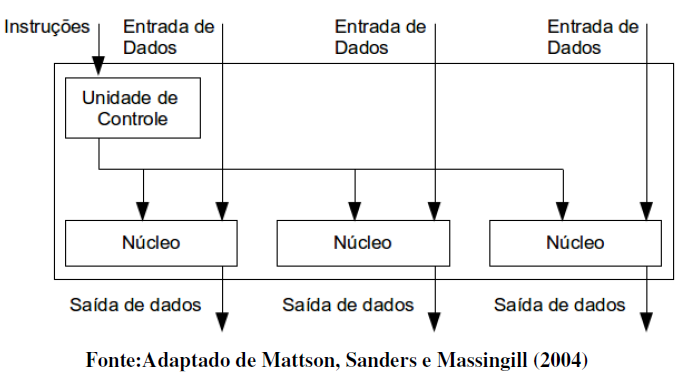 Instruções
Entrada de
Dados
Entrada de
Dados
Entrada de
Dados
Unidade de
Controle
Núcleo
Núcleo
Núcleo
Saída de dados
Saída de dados
Saída de dados
Fonte:Adaptado de Mattson, Sanders e Massingill (2004)